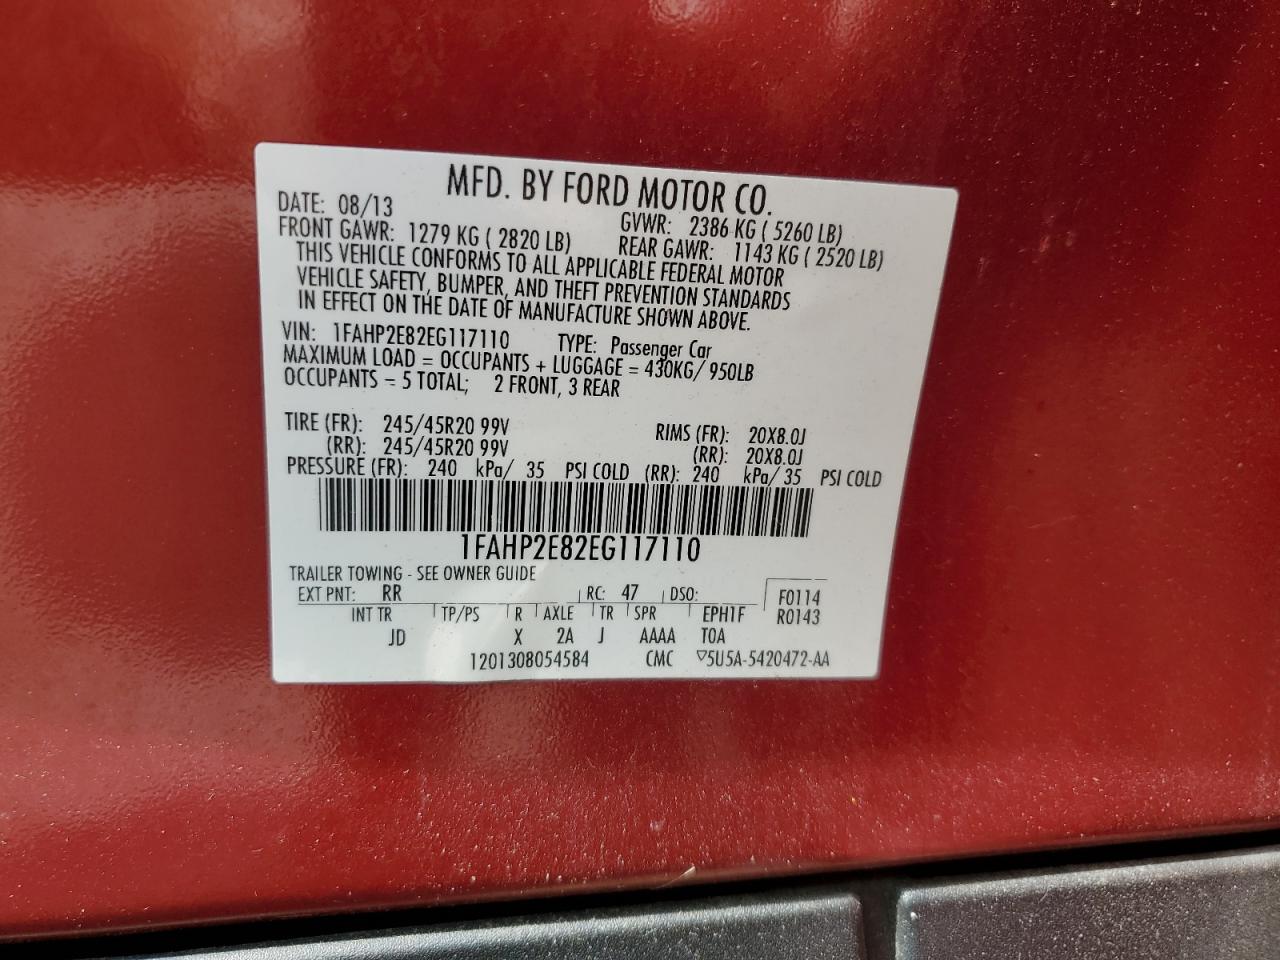 MFD. BY FORD MOTOR CO.
DATE: 08/13 GVWR: 2386 KG ( 5260 LB)
FRONT GAWR: 1279 KG ( 2820 LB) REAR GAWR: 1143 KG ( 2520 LB)
THIS VEHICLE CONFORMS TO ALL APPLICABLE FEDERAL MOTOR
VEHICLE SAFETY, BUMPER, AND THEFT PREVENTION STANDARDS
IN EFFECT ON THE DATE OF MANUFACTURE SHOWN ABOVE.
VIN: 1FAHP2E82EG117110 TYPE: Passenger Car
MAXIMUM LOAD = OCCUPANTS + LUGGAGE = 430KG/ 950LB
OCCUPANTS = 5 TOTAL; 2 FRONT, 3 REAR
TIRE (FR): 245/45R20 99V RIMS (FR): 20X8.0J
(RR): 245/45R20 99V (RR): 20X8.0J
PRESSURE (FR): 240 kPa/ 35 PSI COLD (RR): 240 kPa/ 35 PSI COLD
1FAHP2E82EG117110
TRAILER TOWING - SEE OWNER GUIDE
EXT PNT: RR RC: 47 DSO: F0114
INT TR TP/PS R AXLE TR SPR EPH1F R0143
JD X 2A J AAAA TOA
1201308054584 CMC ▽5U5A-5420472-AA